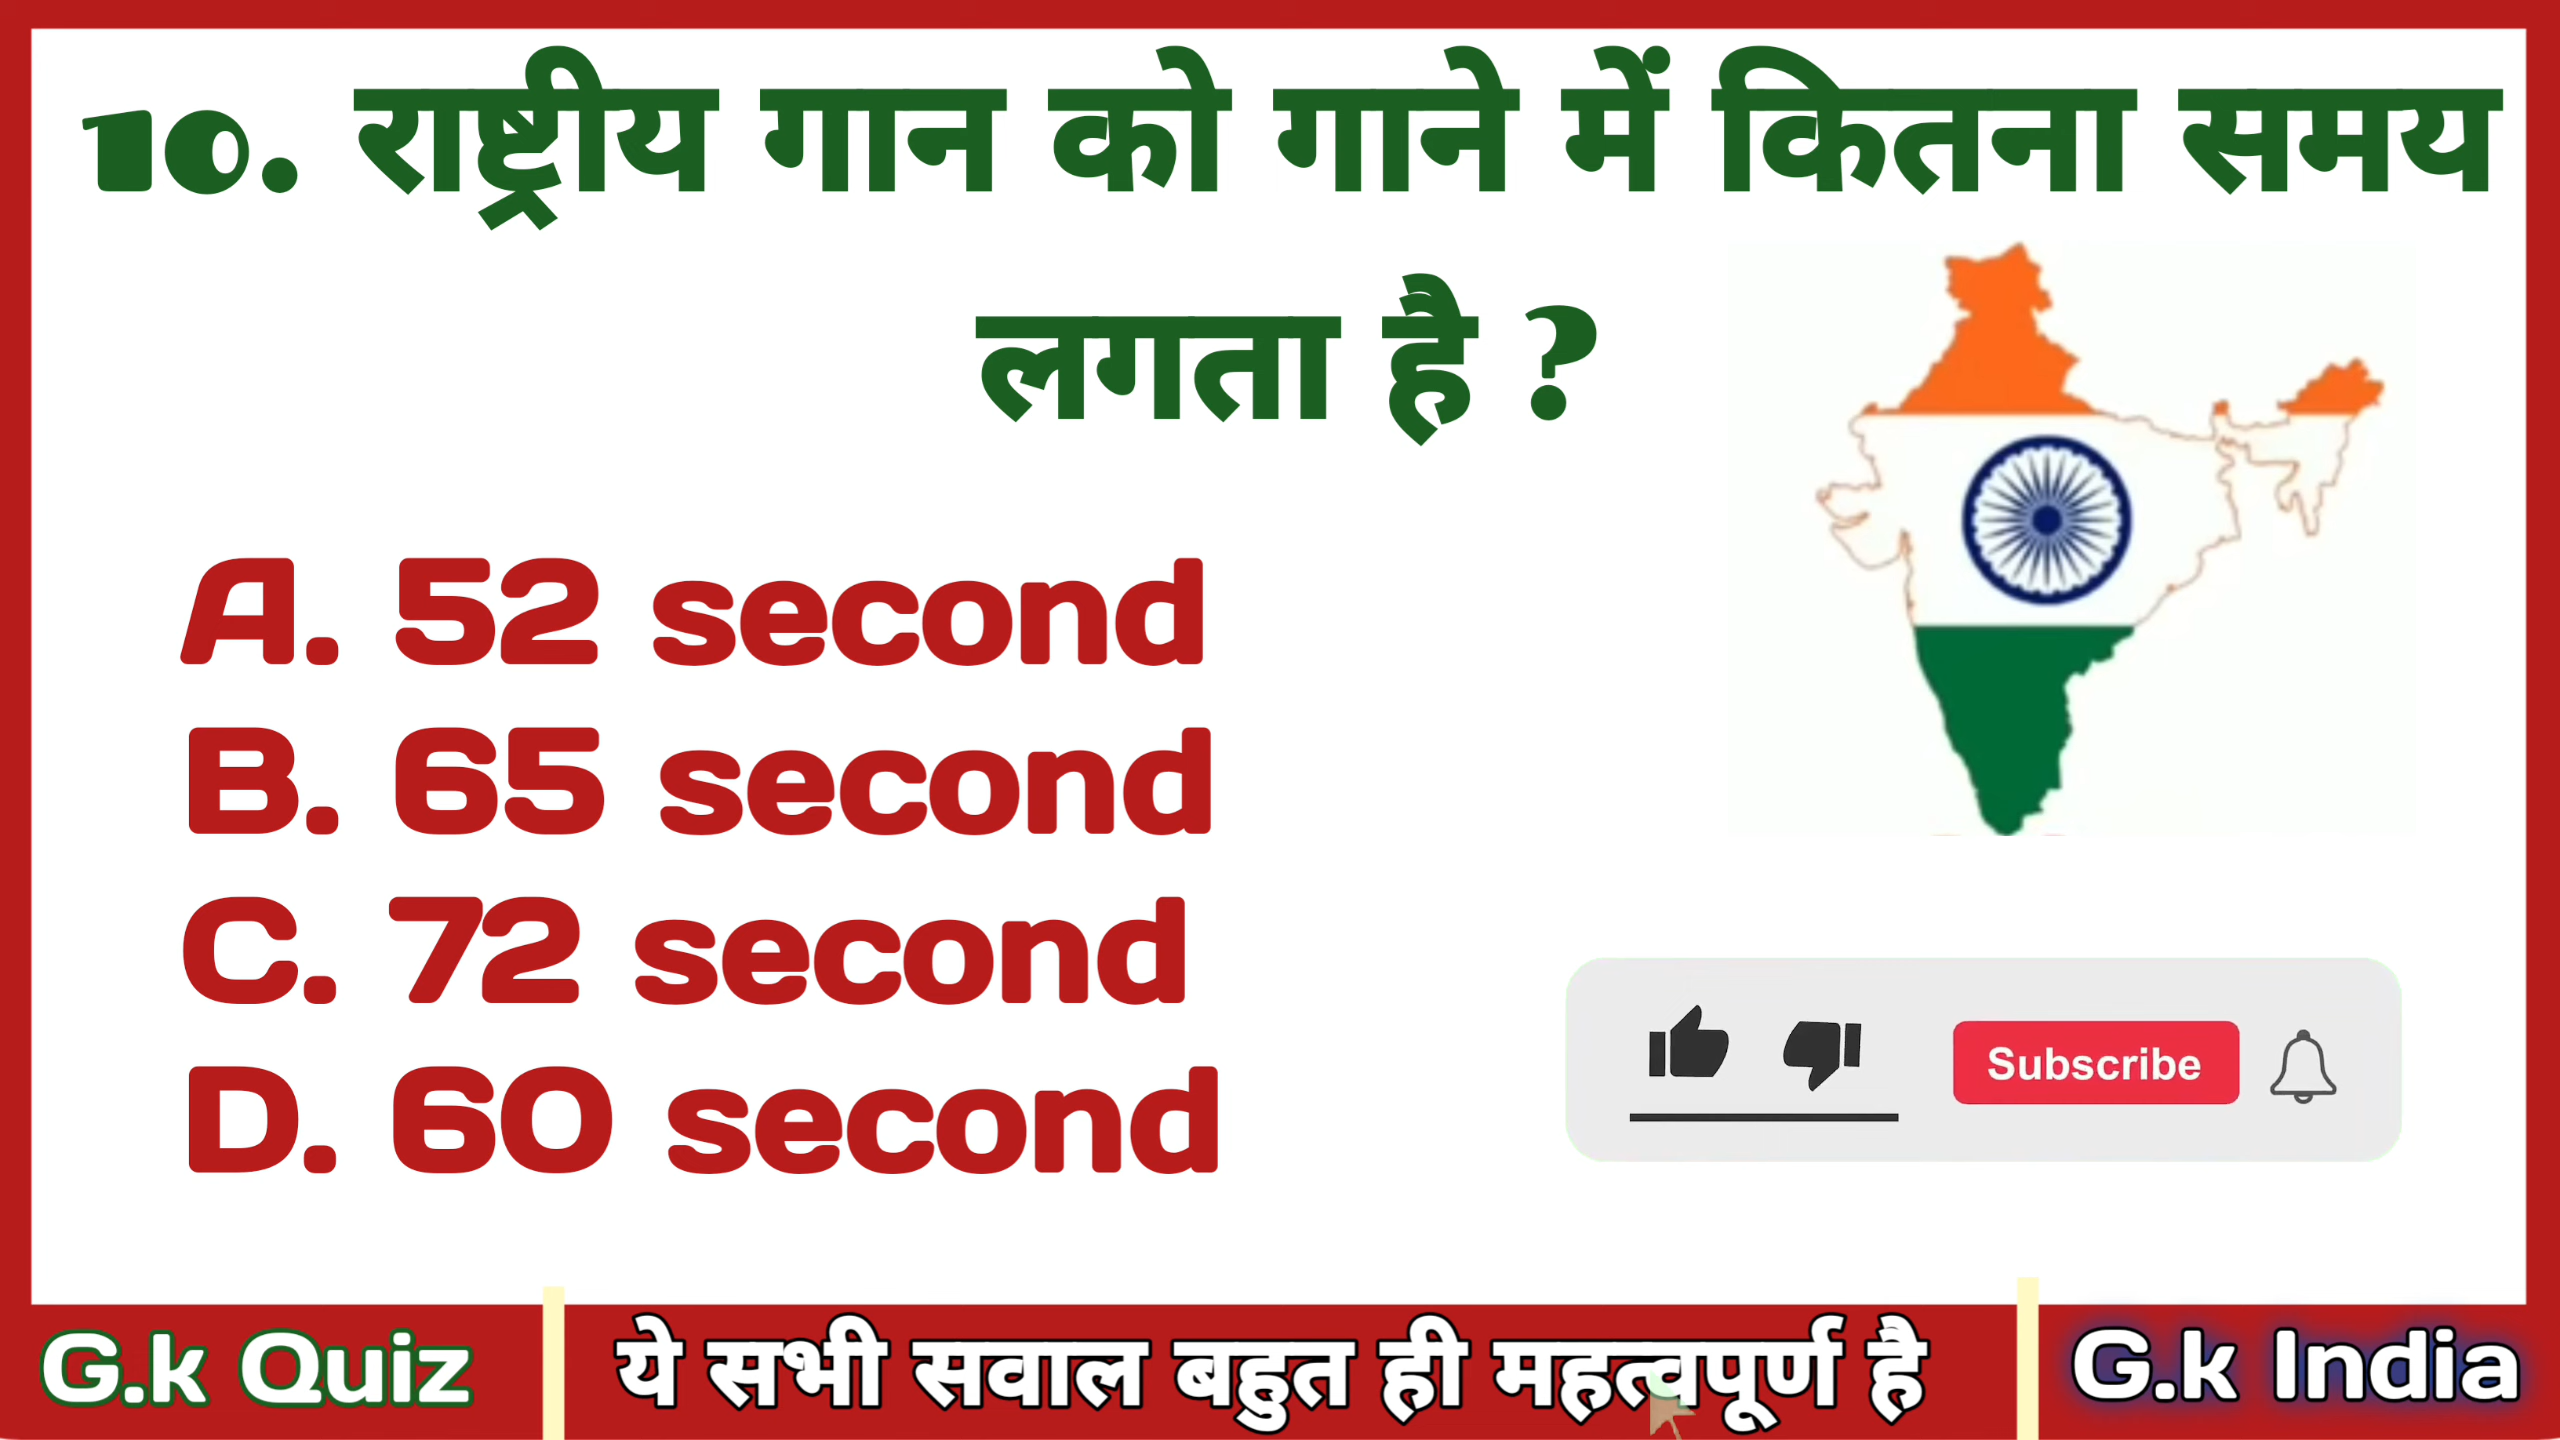 10. राष्ट्रीय गान को गाने में कितना समय
लगता है ?
A. 52 second
B. 65 second
C. 72 second
D. 60 second
Subscribe
G.k Quiz
ये सभी सवाल बहुत ही महत्वपूर्ण है
G.k India